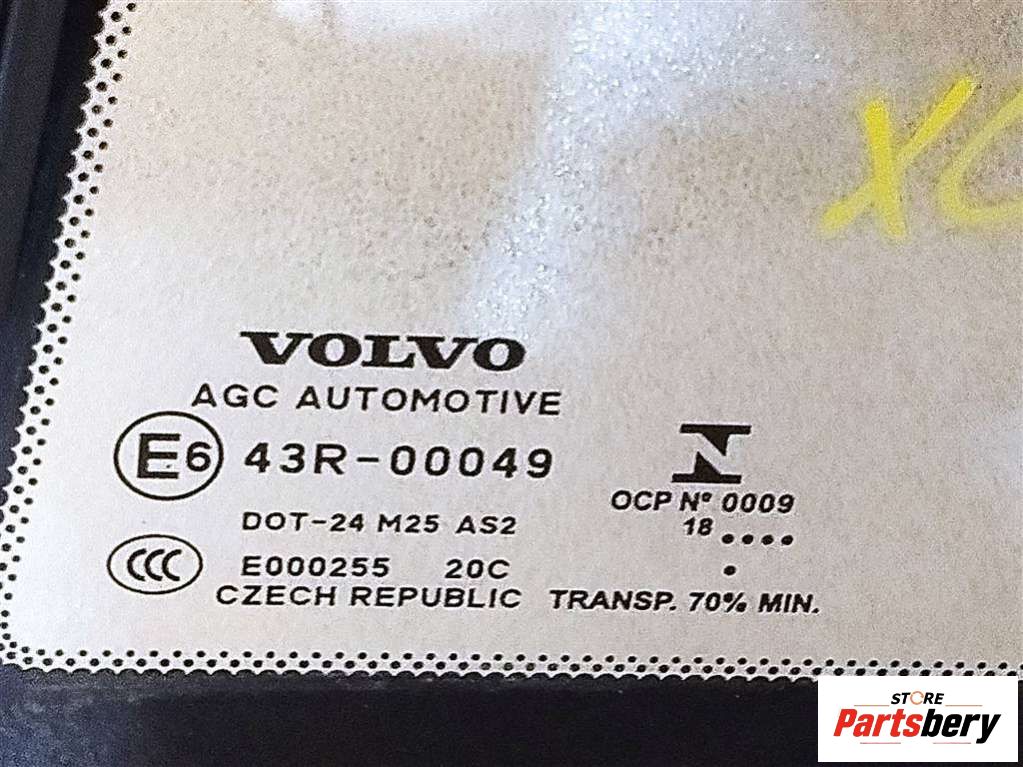 XC
VOLVO
AGC AUTOMOTIVE
E6 43R-00049
DOT-24 M25 AS2
CCC E000255 20C
CZECH REPUBLIC TRANSP. 70% MIN.
OCP Nº 0009
18 ....
.
STORE
Partsbery